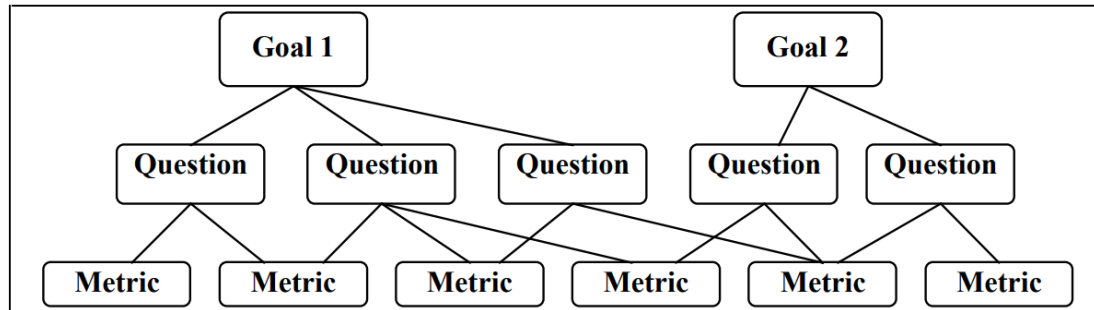 Goal 1 Goal 2
Question Question Question Question Question
Metric Metric Metric Metric Metric Metric